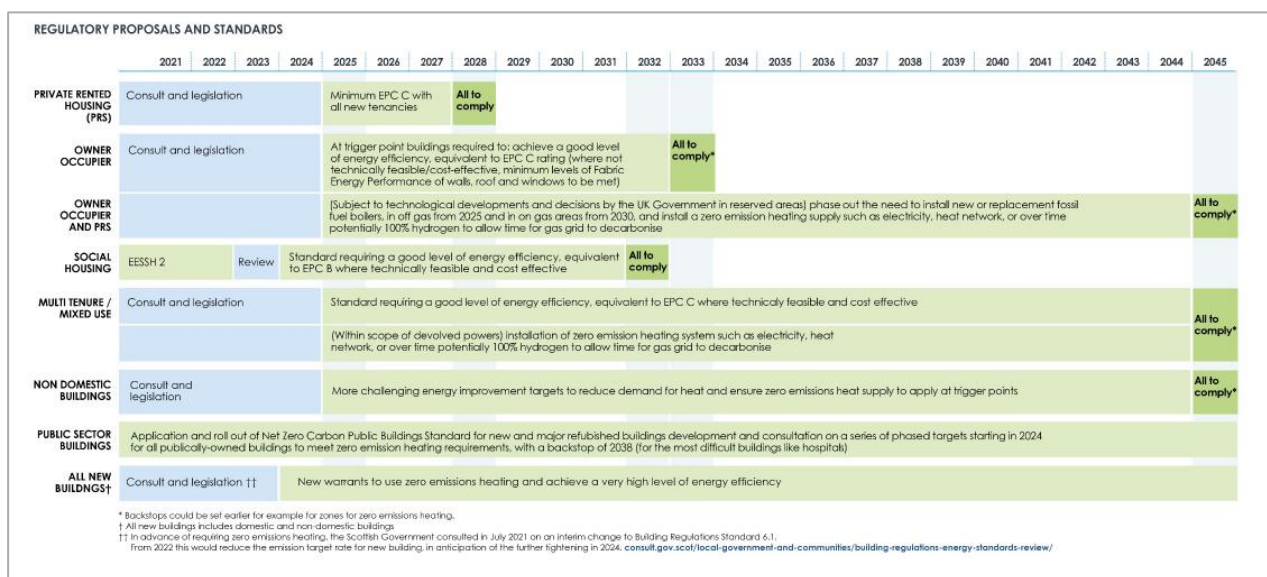 REGULATORY PROPOSALS AND STANDARDS
2021 2022 2023 2024 2025 2026 2027 2028 2029 2030 2031 2032 2033 2034 2035 2036 2037 2038 2039 2040 2041 2042 2043 2044 2045
PRIVATE RENTED
HOUSING
(PRS)
Consult and legislation
Minimum EPC C with
all new tenancies
All to
comply
OWNER
OCCUPIER
Consult and legislation
At trigger point buildings required to: achieve a good level
of energy efficiency, equivalent to EPC C rating (where not
technically feasible/cost-effective, minimum levels of Fabric
Energy Performance of walls, roof and windows to be met)
All to
comply*
OWNER
OCCUPIER
AND PRS
(Subject to technological developments and decisions by the UK Government in reserved areas) phase out the need to install new or replacement fossil
fuel boilers, in off gas from 2025 and in on gas areas from 2030, and install a zero emission heating supply such as electricity, heat network, or over time
potentially 100% hydrogen to allow time for gas grid to decarbonise
All to
comply*
SOCIAL
HOUSING
EESSH 2
Review
Standard requiring a good level of energy efficiency, equivalent
to EPC B where technically feasible and cost effective
All to
comply
MULTI TENURE /
MIXED USE
Consult and legislation
Standard requiring a good level of energy efficiency, equivalent to EPC C where technicaly feasible and cost effective
(Within scope of devolved powers) installation of zero emission heating system such as electricity, heat
network, or over time potentially 100% hydrogen to allow time for gas grid to decarbonise
All to
comply*
NON DOMESTIC
BUILDINGS
Consult and
legislation
More challenging energy improvement targets to reduce demand for heat and ensure zero emissions heat supply to apply at trigger points
All to
comply*
PUBLIC SECTOR
BUILDINGS
Application and roll out of Net Zero Carbon Public Buildings Standard for new and major refubished buildings development and consultation on a series of phased targets starting in 2024
for all publically-owned buildings to meet zero emission heating requirements, with a backstop of 2038 (for the most difficult buildings like hospitals)
ALL NEW
BUILDNGS†
Consult and legislation ††
New warrants to use zero emissions heating and achieve a very high level of energy efficiency
* Backstops could be set earlier for example for zones for zero emissions heating.
† All new buildings includes domestic and non-domestic buildings
†† In advance of requiring zero emissions heating, the Scottish Government consulted in July 2021 on an interim change to Building Regulations Standard 6.1.
From 2022 this would reduce the emission target rate for new building, in anticipation of the further tightening in 2024. consult.gov.scot/local-government-and-communities/building-regulations-energy-standards-review/